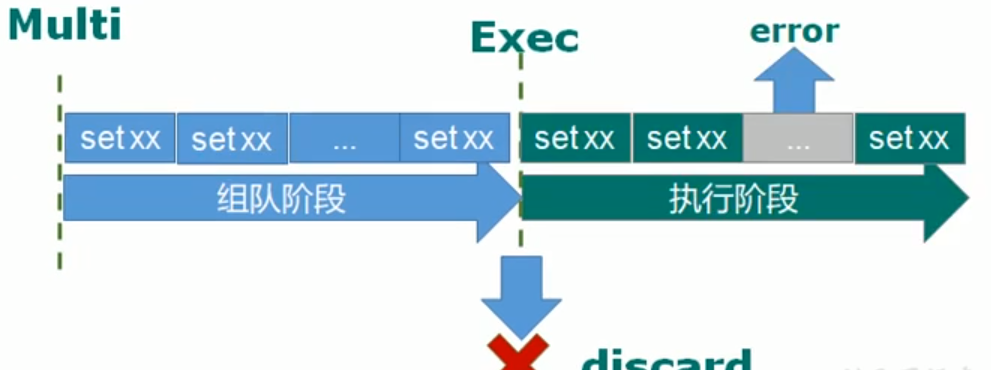 Multi
Exec
error
set xx set xx ... set xx set xx set xx ... set xx
组队阶段 执行阶段
discard